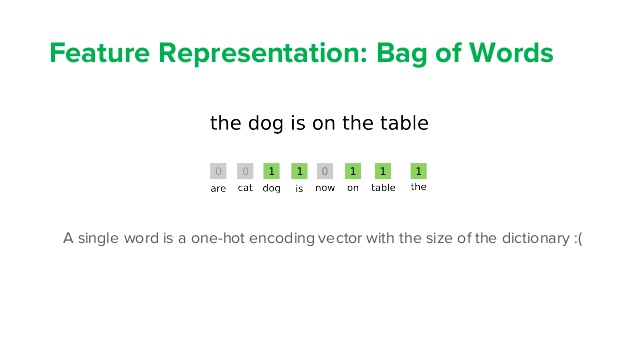 Feature Representation: Bag of Words
the dog is on the table
0 0 1 1 0 1 1 1
are cat dog is now on table the
A single word is a one-hot encoding vector with the size of the dictionary :(